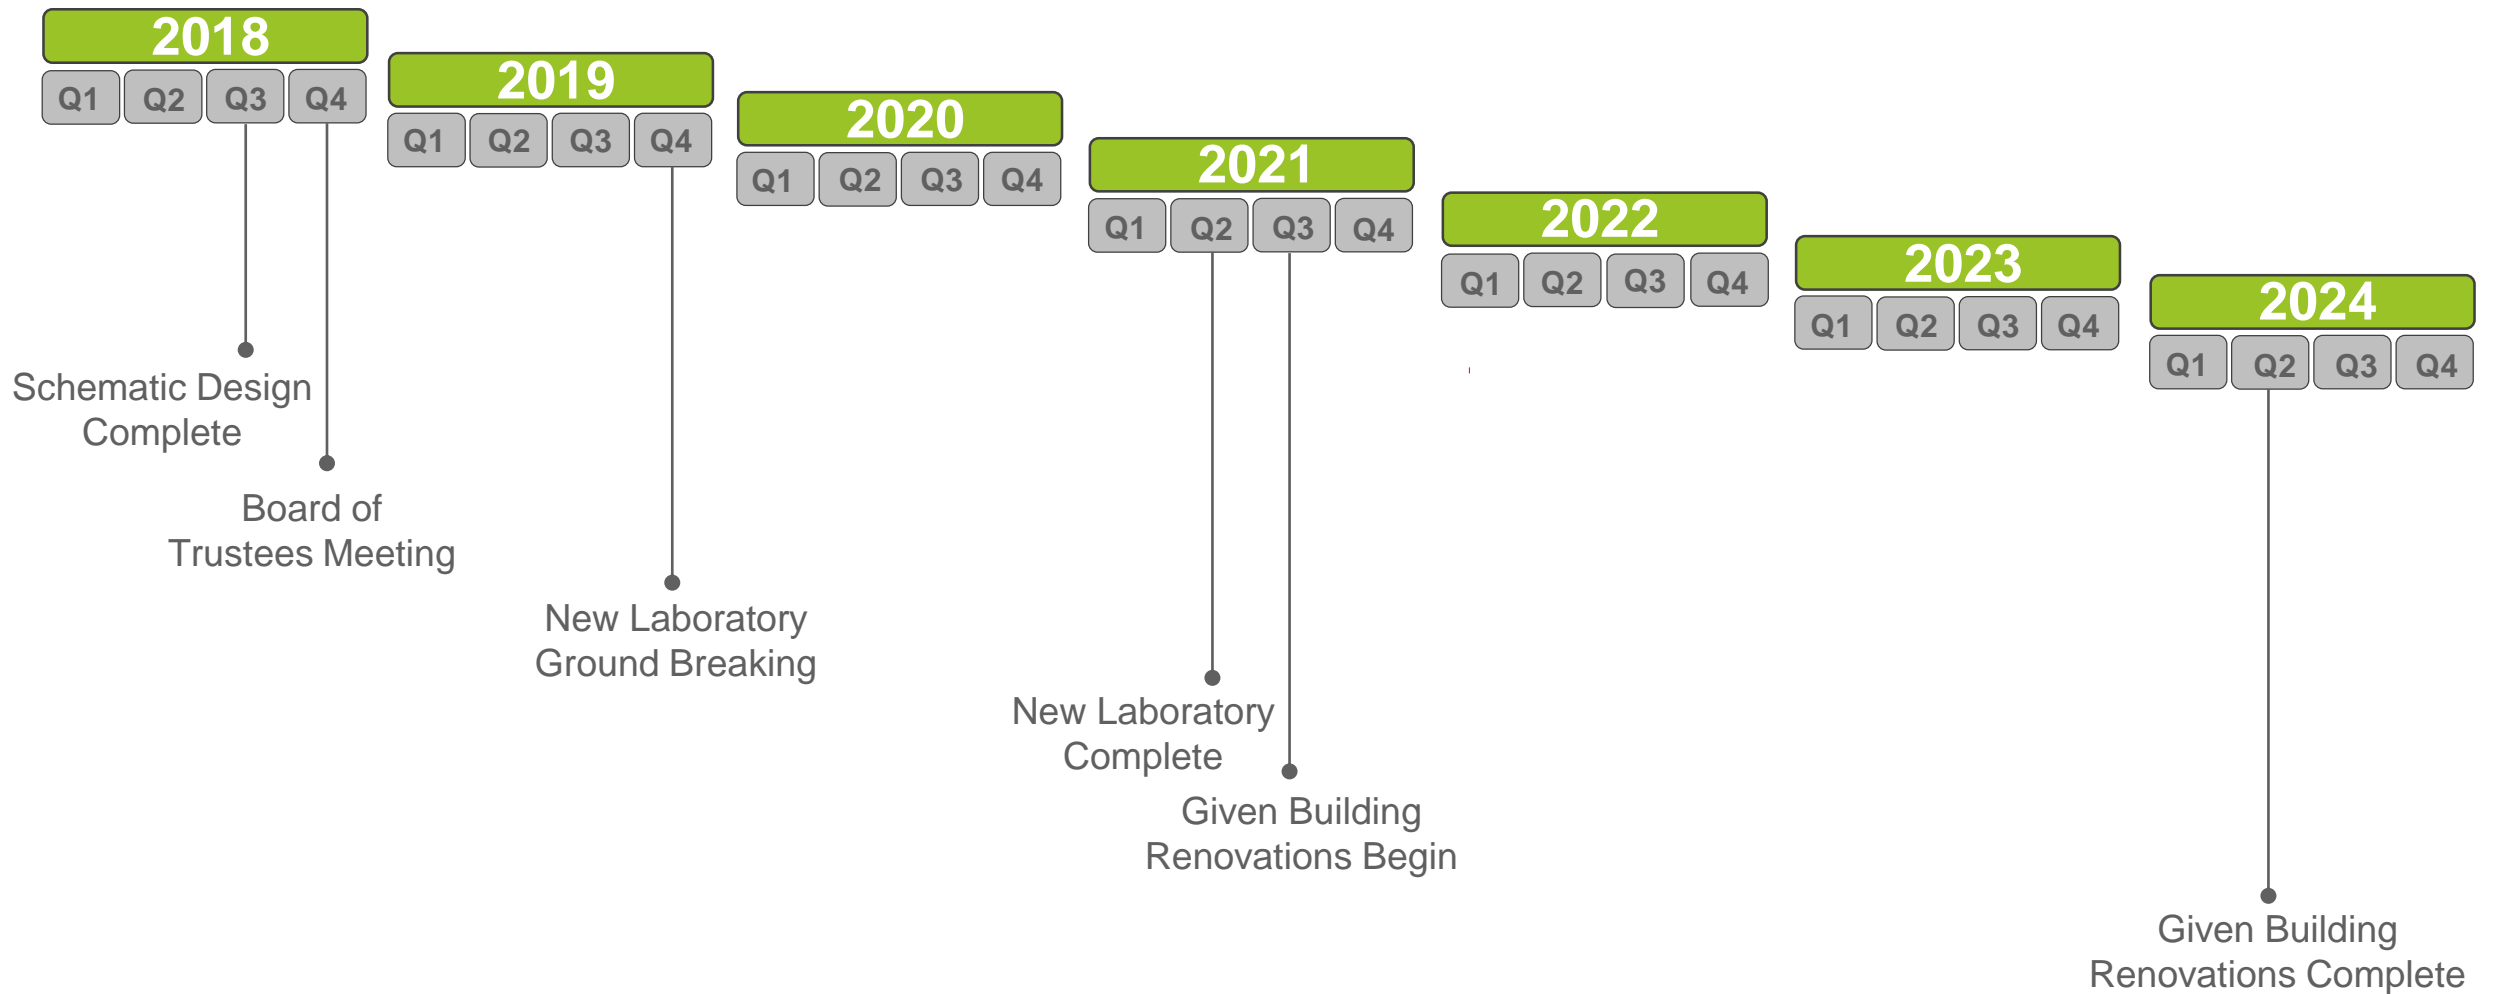 2018
Q1 Q2 Q3 Q4
2019
Q1 Q2 Q3 Q4
2020
Q1 Q2 Q3 Q4
2021
Q1 Q2 Q3 Q4
2022
Q1 Q2 Q3 Q4
2023
Q1 Q2 Q3 Q4
2024
Q1 Q2 Q3 Q4
Schematic Design
Complete
Board of
Trustees Meeting
New Laboratory
Ground Breaking
New Laboratory
Complete
Given Building
Renovations Begin
Given Building
Renovations Complete